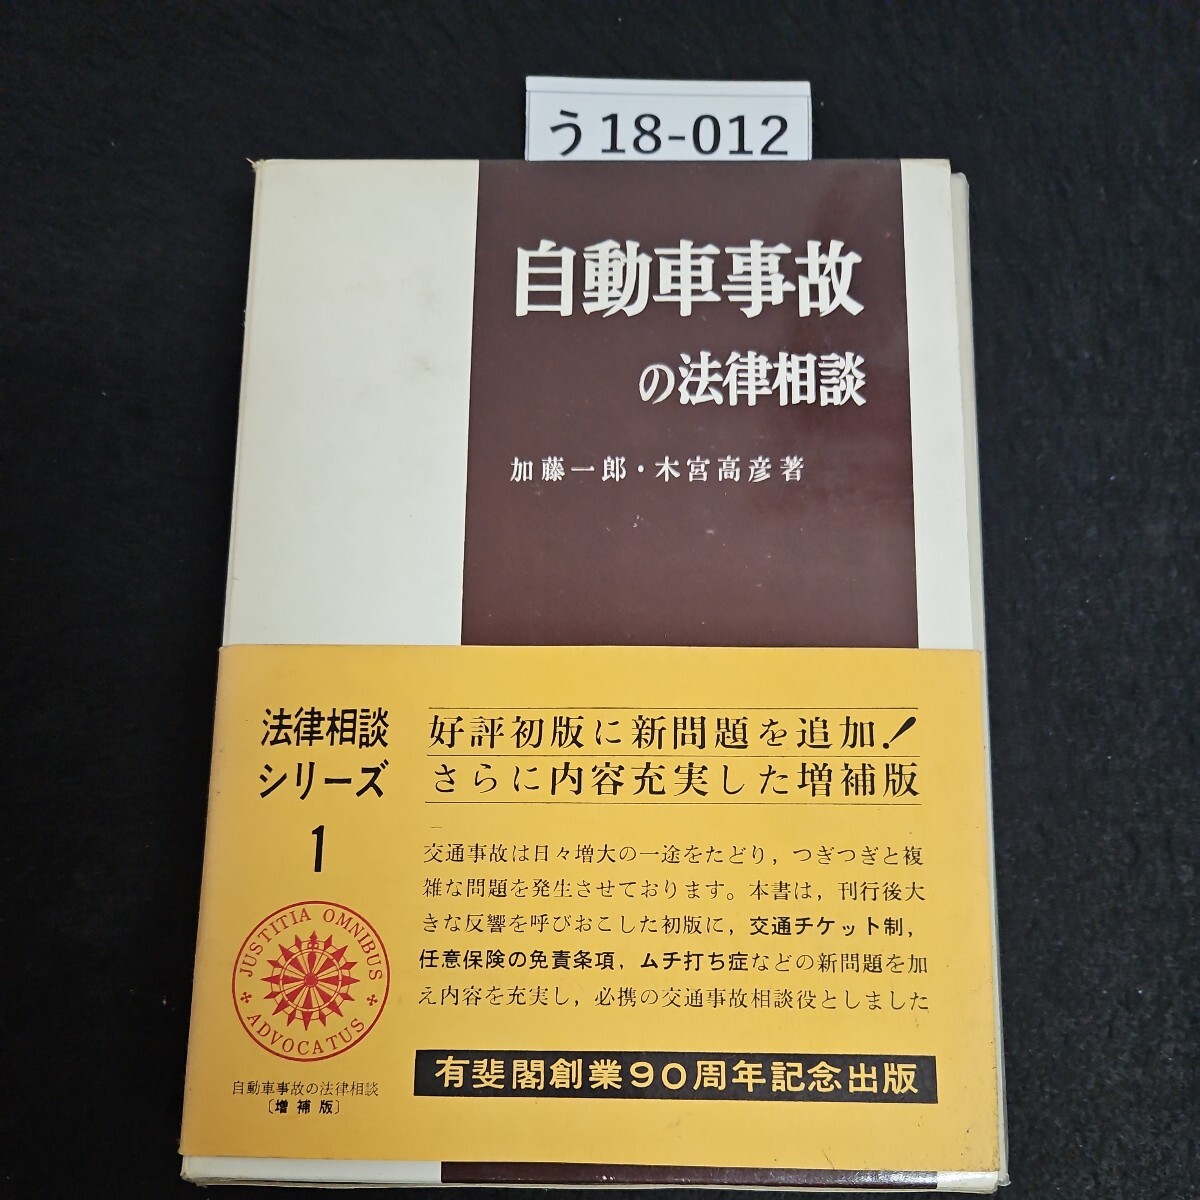 う18-012
自動車事故
の法律相談
加藤一郎・木宮高彦著
法律相談
シリーズ
1
JUSTITIA OMNIBUS
ADVOCATUS
自動車事故の法律相談
〔増補版〕
好評初版に新問題を追加!
さらに内容充実した増補版
交通事故は日々増大の一途をたどり，つぎつぎと複
雑な問題を発生させております。本書は，刊行後大
きな反響を呼びおこした初版に，交通チケット制，
任意保険の免責条項，ムチ打ち症などの新問題を加
え内容を充実し，必携の交通事故相談役としました
有斐閣創業90周年記念出版